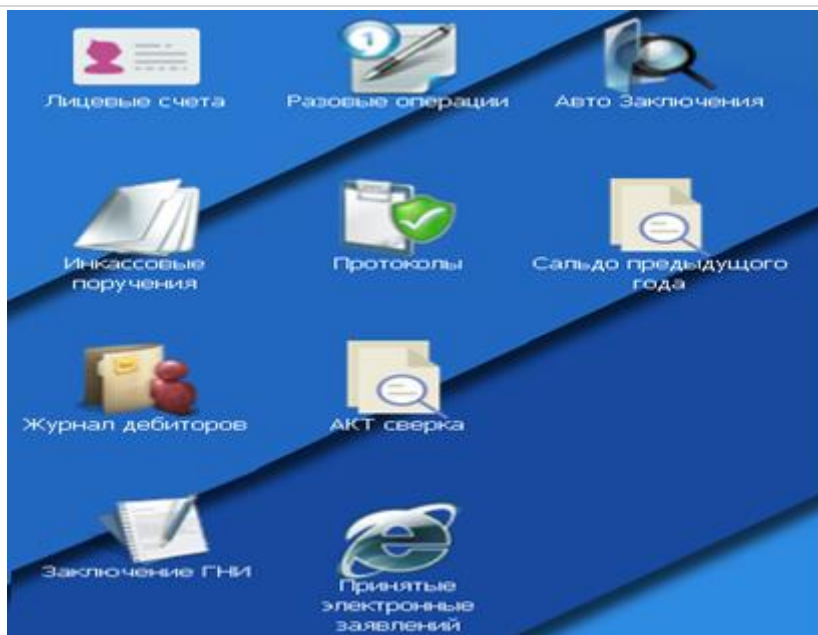 Лицевые счета
Разовые операции
Авто Заключения
Инкассовые
поручения
Протоколы
Сальдо предыдущого
года
Журнал дебиторов
АКТ сверка
Заключение ГНИ
Принятые
электронные
заявлений